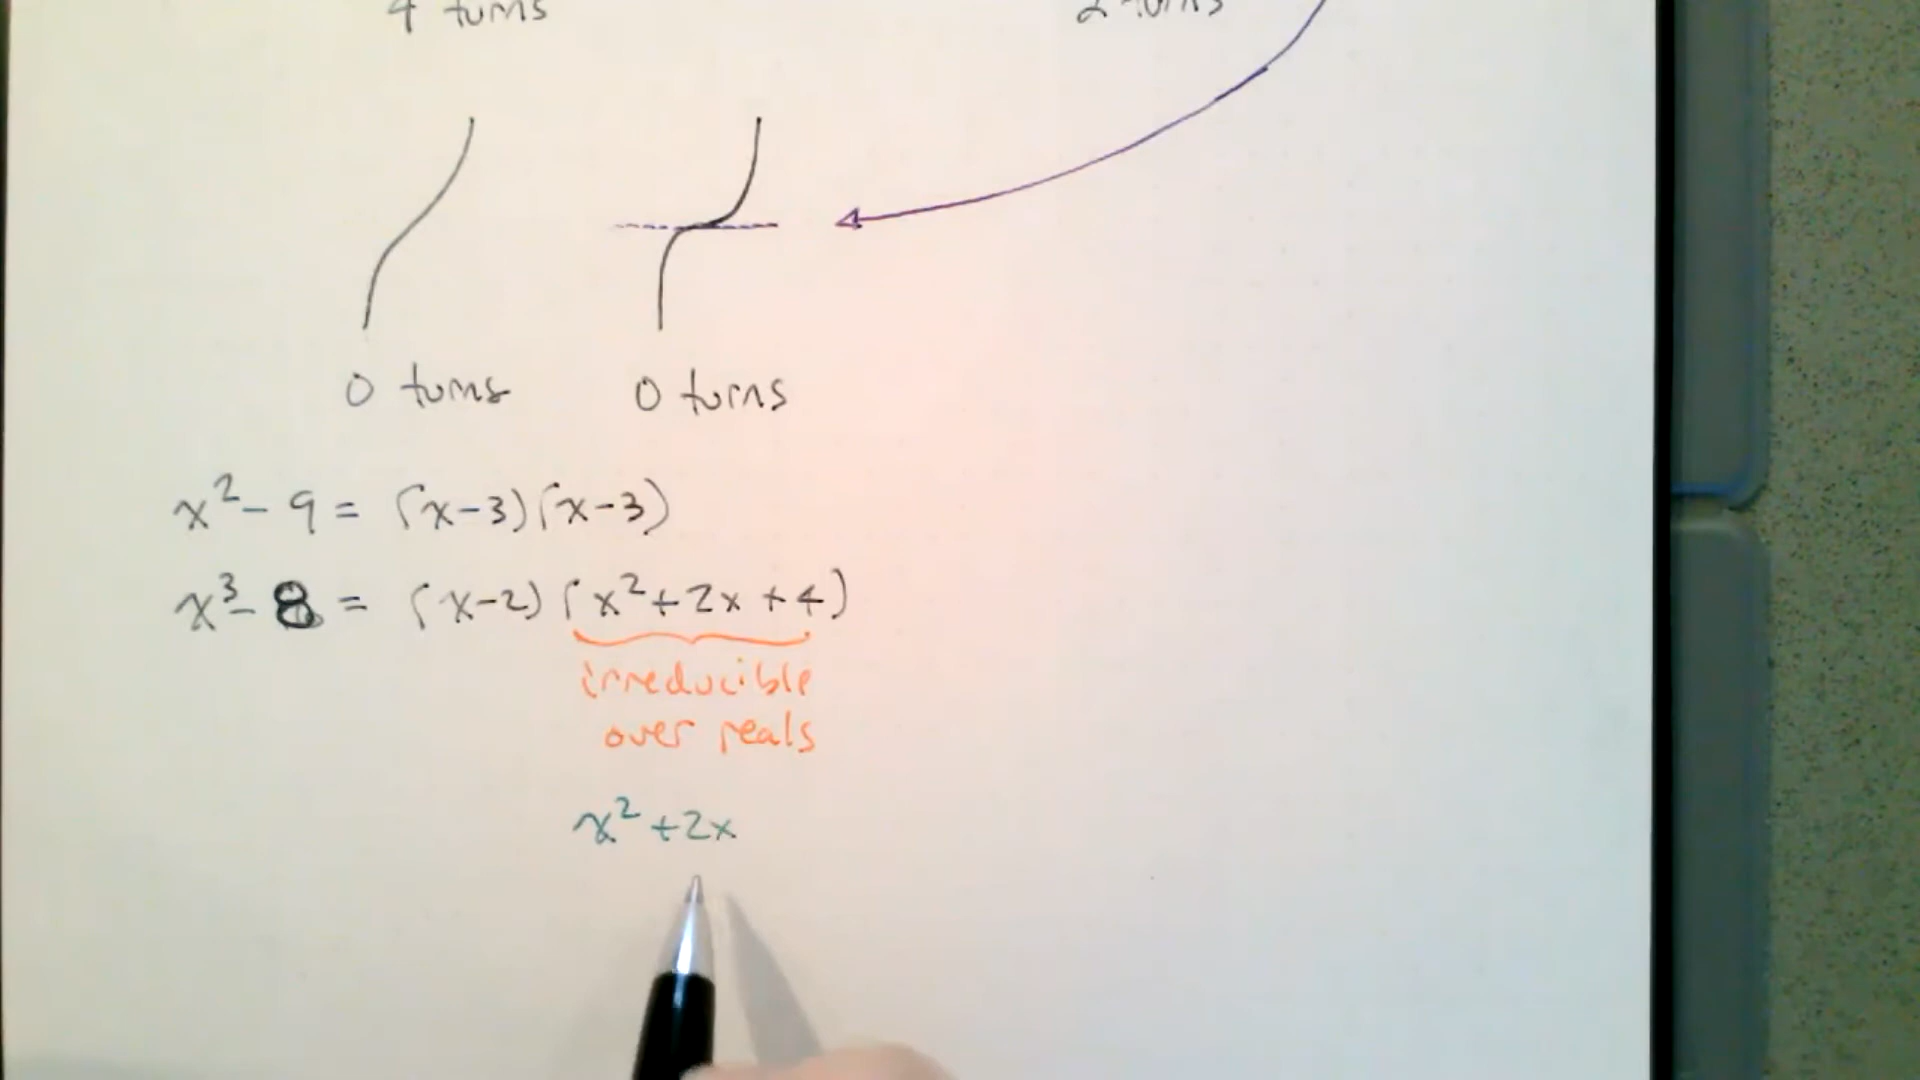 4 turns 2 turns
0 turns 0 turns
x² - 9 = (x-3)(x-3)
x³ - 8 = (x-2)(x²+2x+4)
irreducible
over reals
x² +2x